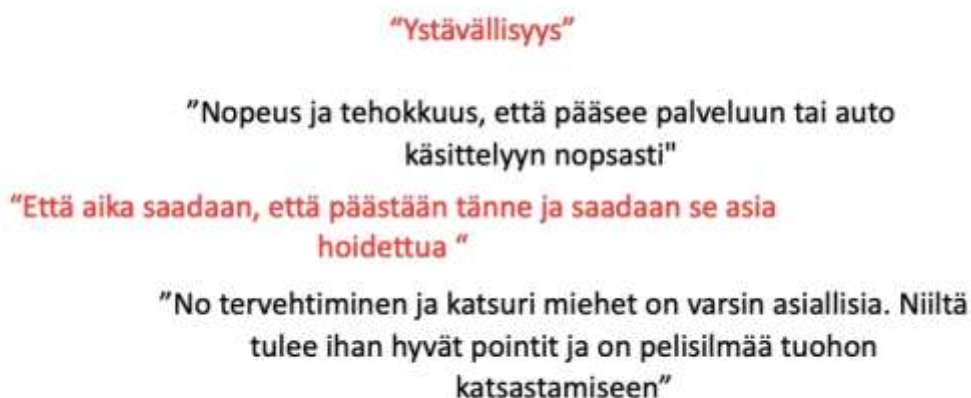 “Ystävällisyys”
”Nopeus ja tehokkuus, että pääsee palveluun tai auto
käsittelyyn nopsasti"
“Että aika saadaan, että päästään tänne ja saadaan se asia
hoidettua “
”No tervehtiminen ja katsuri miehet on varsin asiallisia. Niiltä
tulee ihan hyvät pointit ja on pelisilmää tuohon
katsastamiseen”